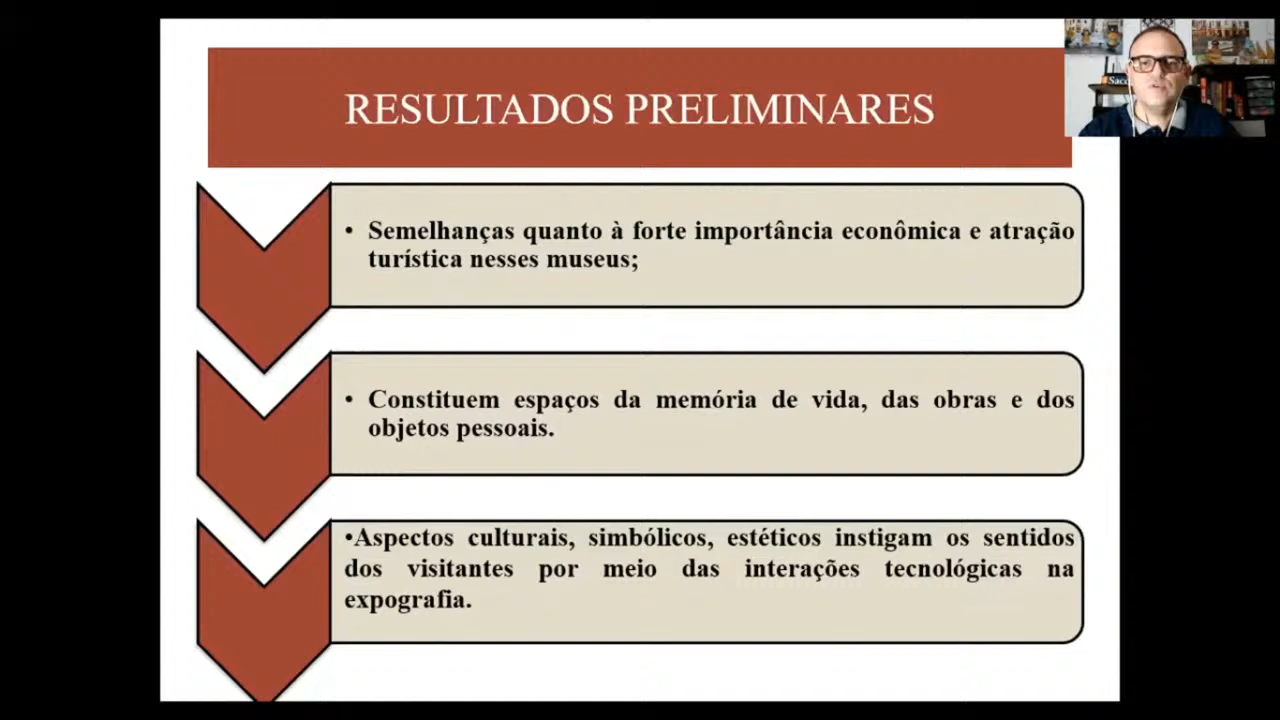 RESULTADOS PRELIMINARES
• Semelhanças quanto à forte importância econômica e atração
turística nesses museus;
• Constituem espaços da memória de vida, das obras e dos
objetos pessoais.
•Aspectos culturais, simbólicos, estéticos instigam os sentidos
dos visitantes por meio das interações tecnológicas na
expografia.